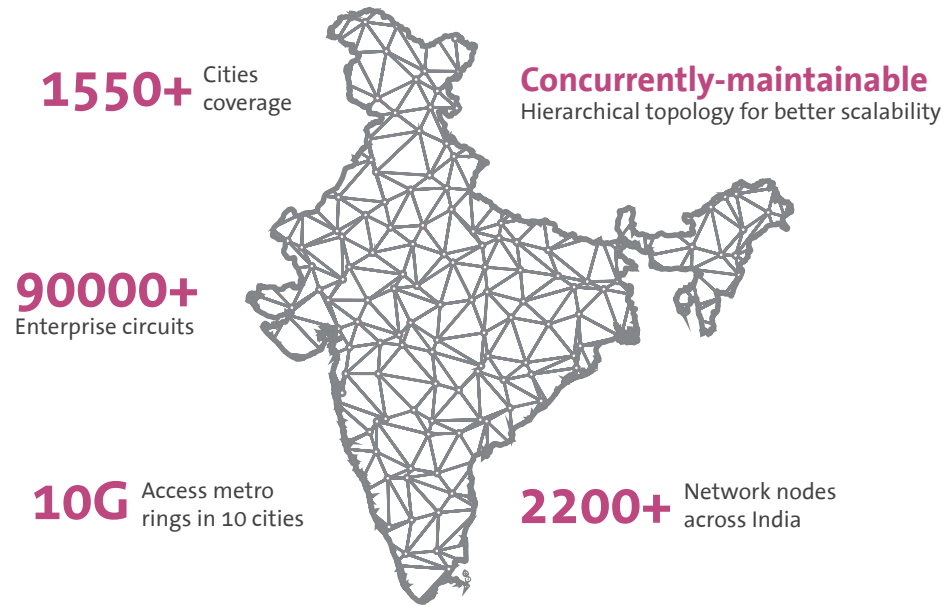 1550+
Cities
coverage
Concurrently-maintainable
Hierarchical topology for better scalability
90000+
Enterprise circuits
10G
Access metro
rings in 10 cities
2200+
Network nodes
across India